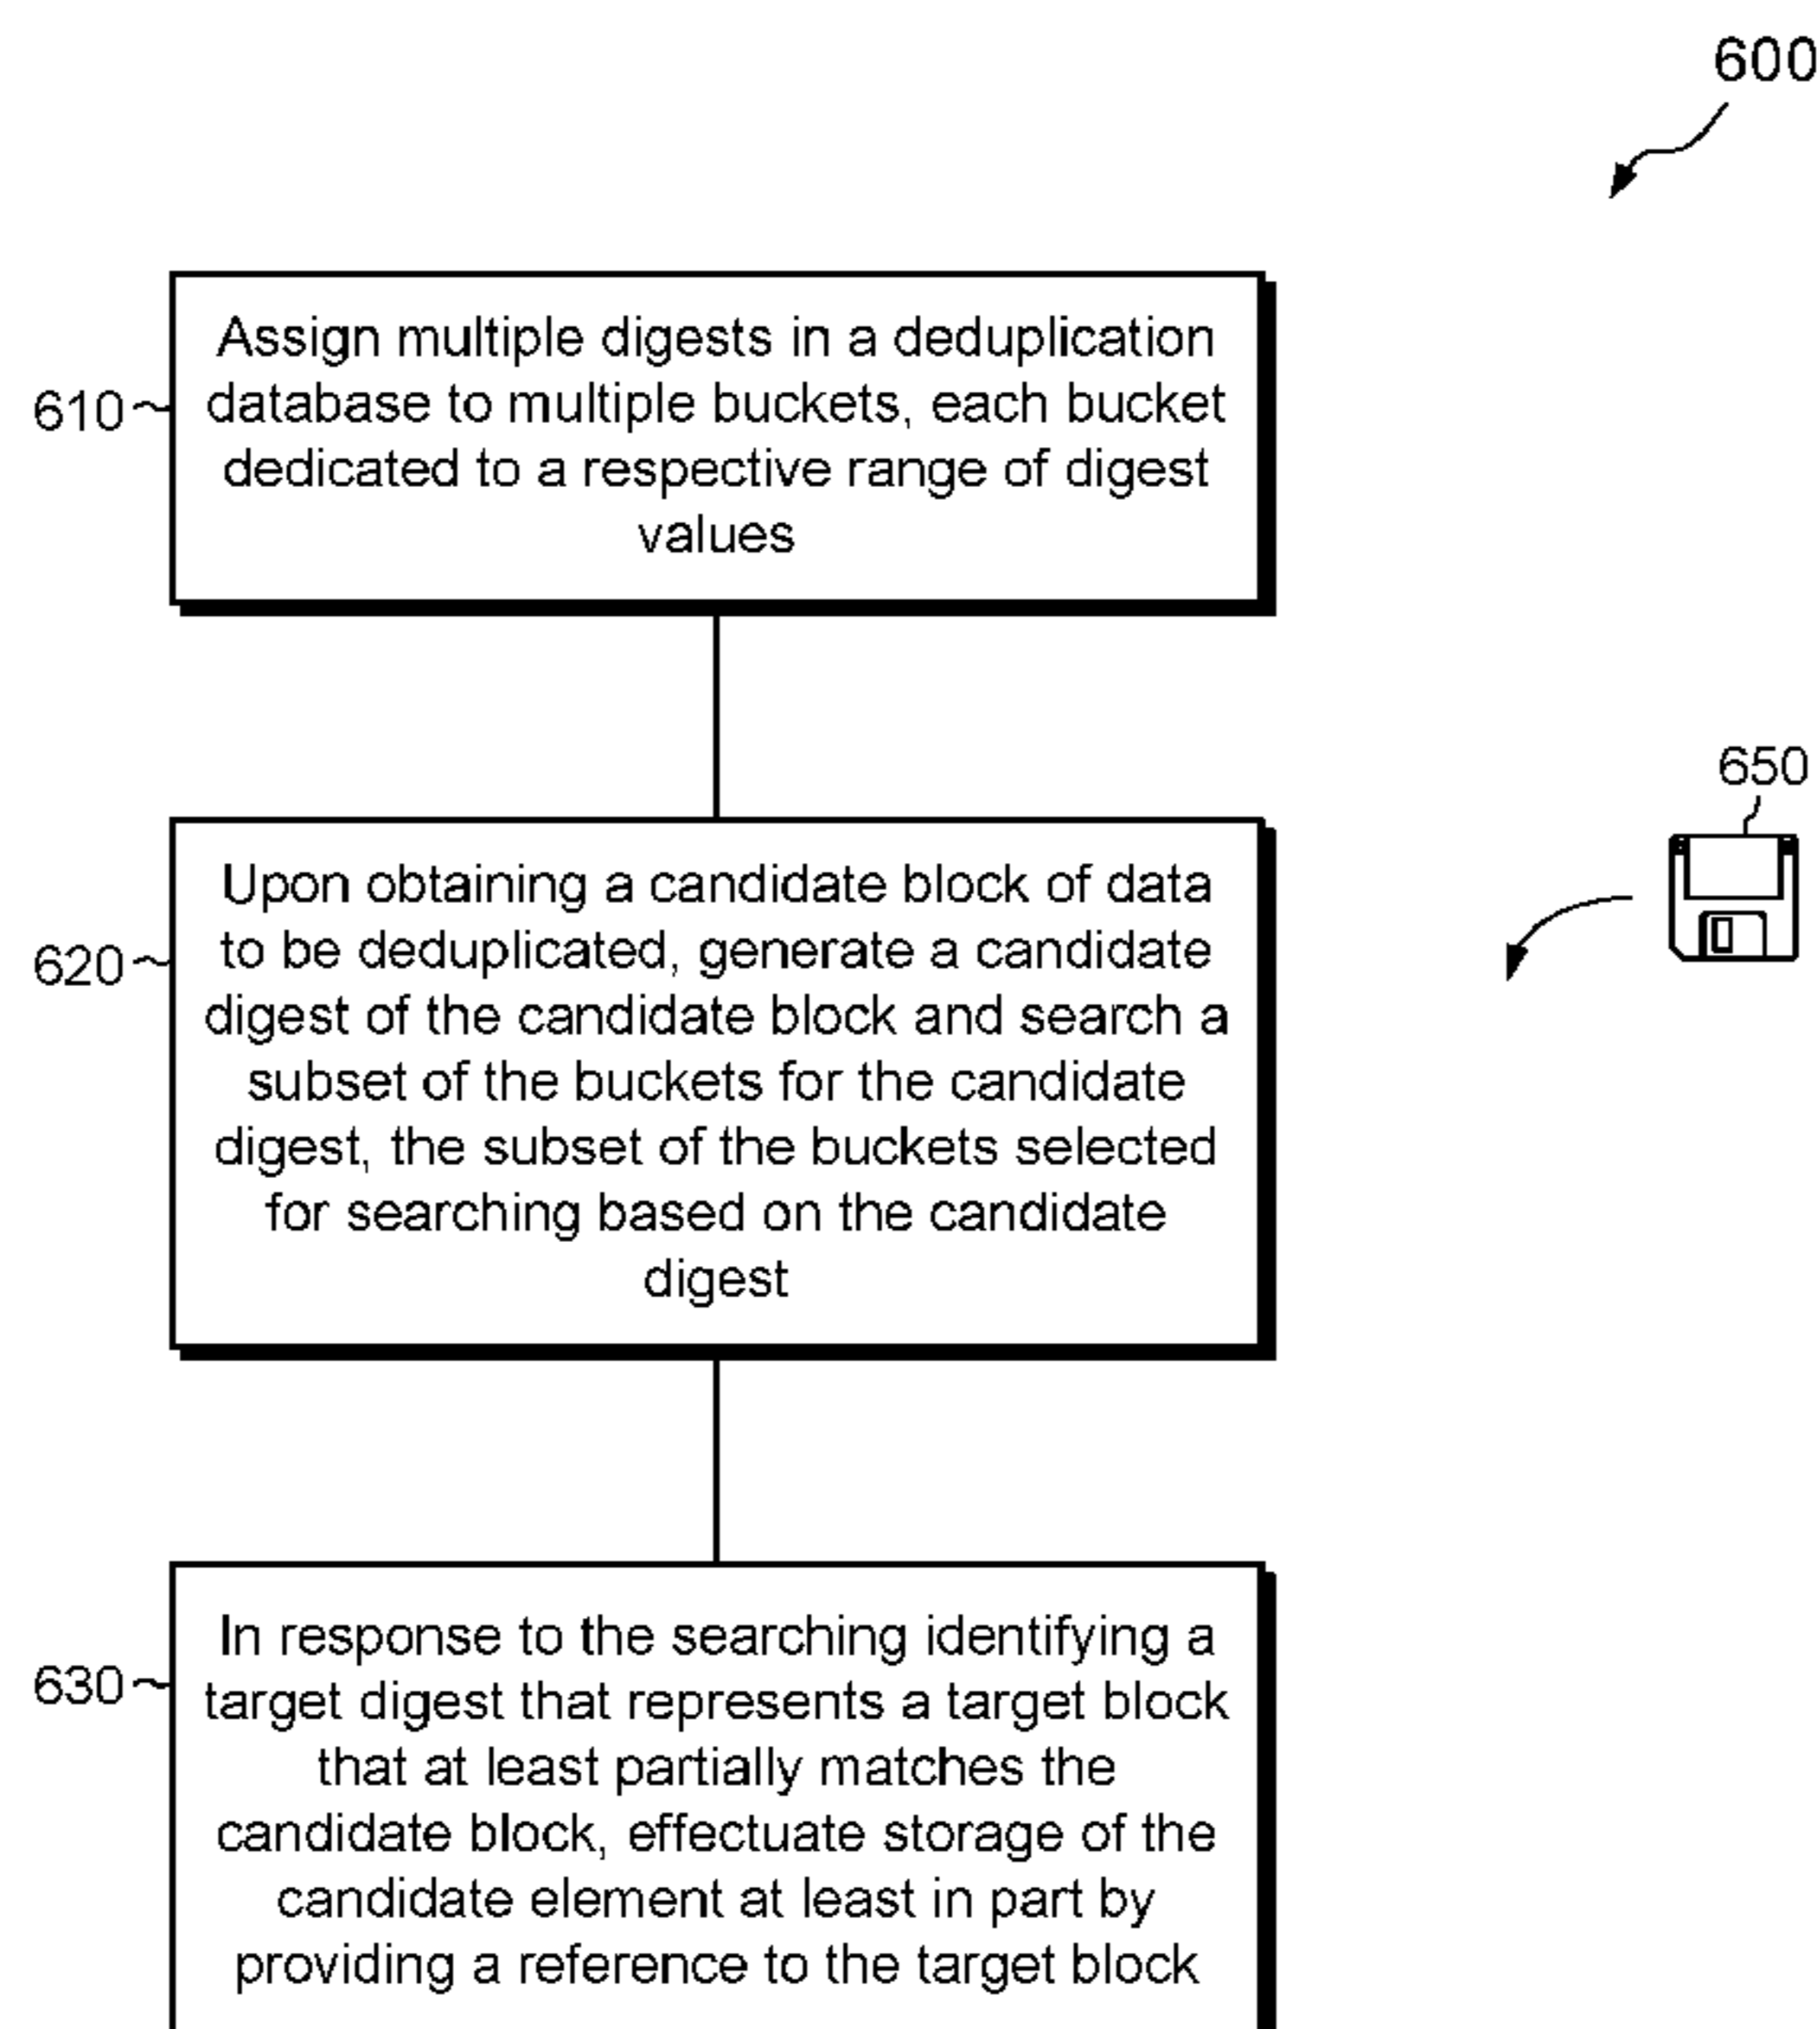 600
Assign multiple digests in a deduplication
database to multiple buckets, each bucket
dedicated to a respective range of digest
values
610
650
Upon obtaining a candidate block of data
to be deduplicated, generate a candidate
digest of the candidate block and search a
subset of the buckets for the candidate
digest, the subset of the buckets selected
for searching based on the candidate
digest
620
In response to the searching identifying a
target digest that represents a target block
that at least partially matches the
candidate block, effectuate storage of the
candidate element at least in part by
providing a reference to the target block
630